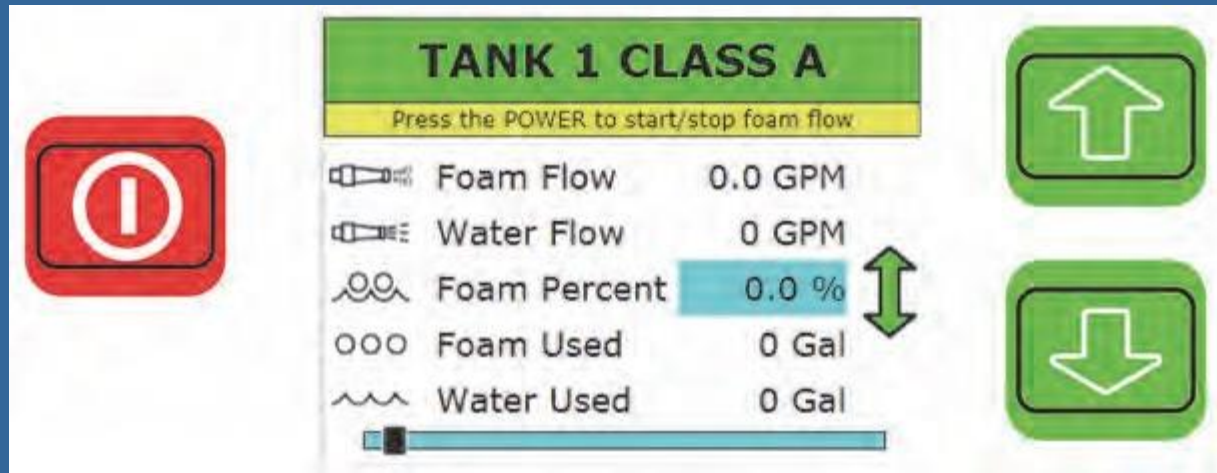 TANK 1 CLASS A
Press the POWER to start/stop foam flow
Foam Flow 0.0 GPM
Water Flow 0 GPM
Foam Percent 0.0 %
Foam Used 0 Gal
Water Used 0 Gal